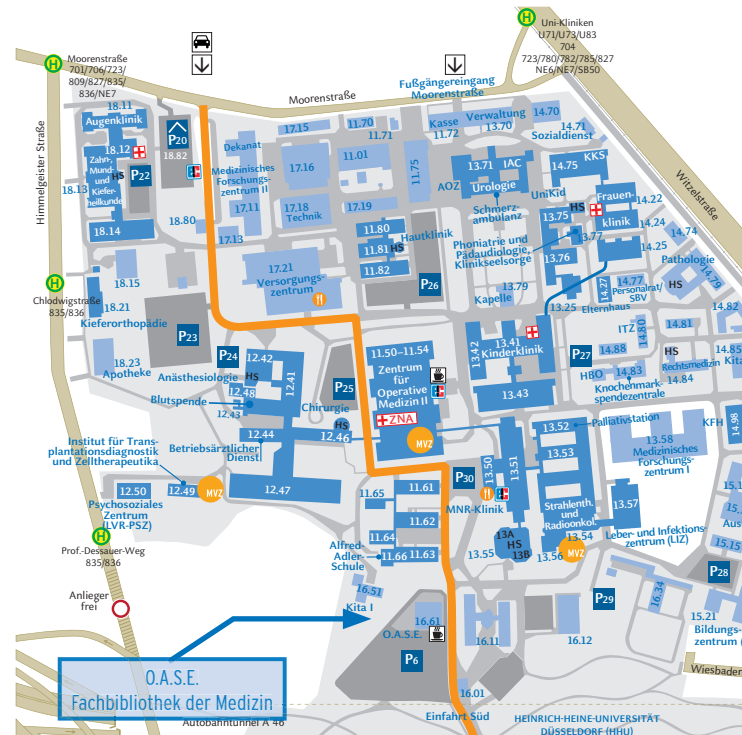 H
Moorenstraße
701/706/723/
809/827/835/
836/NE7
H
Uni-Kliniken
U71/U73/U83
704
723/780/782/785/827
NE6/NE7/SB50
Moorenstraße
Fußgängereingang
Moorenstraße
Himmelgeister Straße
Witzelstraße
18.11
Augenklinik
18.12
Zahn-,
Mund-
und
Kiefer-
heilkunde
HS
18.13
18.14
P20
18.82
P22
18.80
18.15
18.21
Kieferorthopädie
18.23
Apotheke
H
Chlodwigstraße
835/836
Dekanat
Medizinisches
Forschungs-
zentrum II
17.11
17.13
17.15
17.16
17.18
Technik
17.19
17.21
Versorgungs-
zentrum
11.70
11.71
11.01
11.75
11.80
11.81
HS
11.82
Hautklinik
P26
Kasse
11.72
Verwaltung
13.70
14.70
14.71
Sozialdienst
13.71
IAC
AOZ
Urologie
Schmerz-
ambulanz
14.75
KKS
UniKid
HS
Frauen-
klinik
13.75
13.77
13.76
14.22
14.24
14.25
14.74
Phoniatrie und
Pädaudiologie,
Klinikseelsorge
13.79
Kapelle
Pathologie
14.79
HS
14.77
Personalrat/
SBV
14.27
Elternhaus
13.25
ITZ
14.80
14.81
14.82
14.88
HBO
14.83
Knochenmark-
spendezentrale
HS
Rechtsmedizin
14.84
14.85
Kita
P27
P23
P24
12.42
12.41
Anästhesiologie
HS
12.48
Blutspende
12.43
12.44
Betriebsärztlicher
Dienst
12.46
HS
Chirurgie
P25
12.47
11.50–11.54
Zentrum
für
Operative
Medizin II
ZNA
MVZ
13.42
13.41
Kinderklinik
13.43
Institut für Trans-
plantationsdiagnostik
und Zelltherapeutika
12.50
12.49
MVZ
Psychosoziales
Zentrum
(LVR-PSZ)
H
Prof.-Dessauer-Weg
835/836
Anlieger
frei
11.61
11.62
11.63
11.64
11.65
11.66
Alfred-
Adler-
Schule
P30
13.50
13.51
MNR-Klinik
13A
HS
13B
13.55
13.52
Palliativstation
13.53
Strahlenth.
und
Radioonkol.
13.54
13.56
MVZ
13.57
Leber- und Infektions-
zentrum (LIZ)
13.58
Medizinisches
Forschungs-
zentrum I
KFH
14.98
15.1
Aus
15.15
P28
P29
16.34
15.21
Bildungs-
zentrum (
Wiesbaden
16.51
Kita I
16.61
O.A.S.E.
P6
16.11
16.12
16.01
Einfahrt Süd
O.A.S.E.
Fachbibliothek der Medizin
Autobahntunnel A 46
HEINRICH-HEINE-UNIVERSITÄT
DÜSSELDORF (HHU)